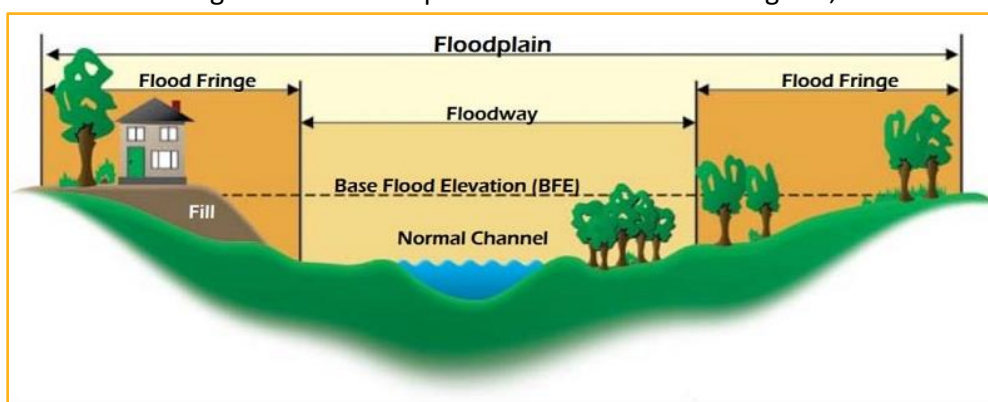 Floodplain
Flood Fringe
Flood Fringe
Floodway
Base Flood Elevation (BFE)
Fill
Normal Channel